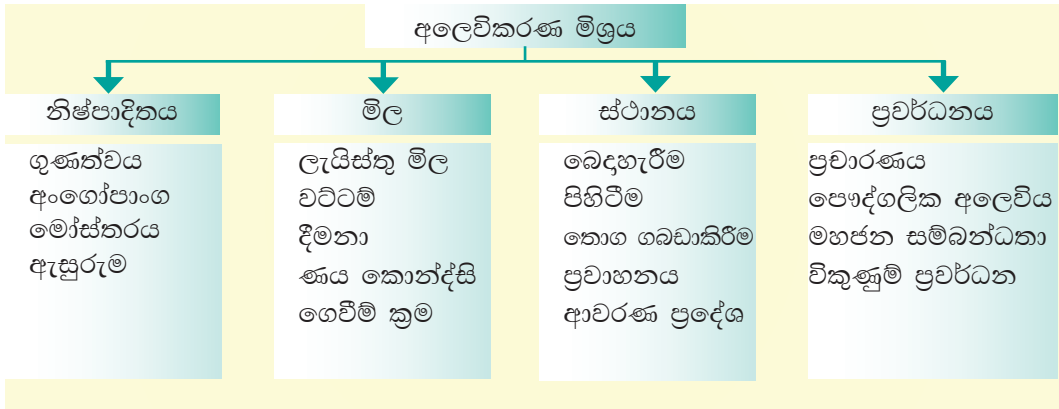 අලෙවිකරණ මිශ්‍රය
නිෂ්පාදිතය
ගුණත්වය
අංගෝපාංග
මෝස්තරය
ඇසුරුම
මිල
ලැයිස්තු මිල
වට්ටම්
දීමනා
ණය කොන්ද්සි
ගෙවීම් ක්‍රම
ස්ථානය
බෙදාහැරීම
පිහිටීම
තොග ගබඩාකිරීම
ප්‍රවාහනය
ආවරණ ප්‍රදේශ
ප්‍රවර්ධනය
ප්‍රචාරණය
පෞද්ගලික අලෙවිය
මහජන සම්බන්ධතා
විකුණුම් ප්‍රවර්ධන